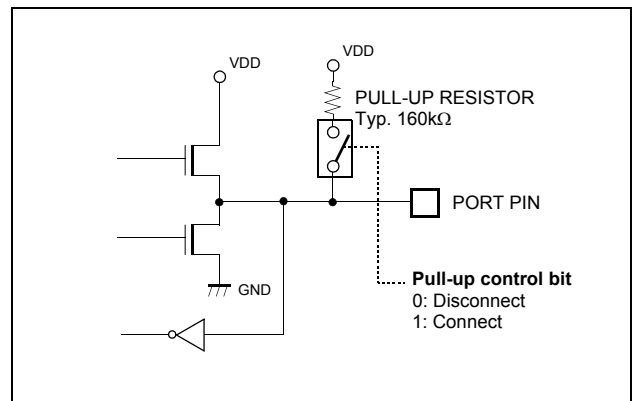 VDD
VDD
PULL-UP RESISTOR
Typ. 160kΩ
PORT PIN
GND
Pull-up control bit
0: Disconnect
1: Connect